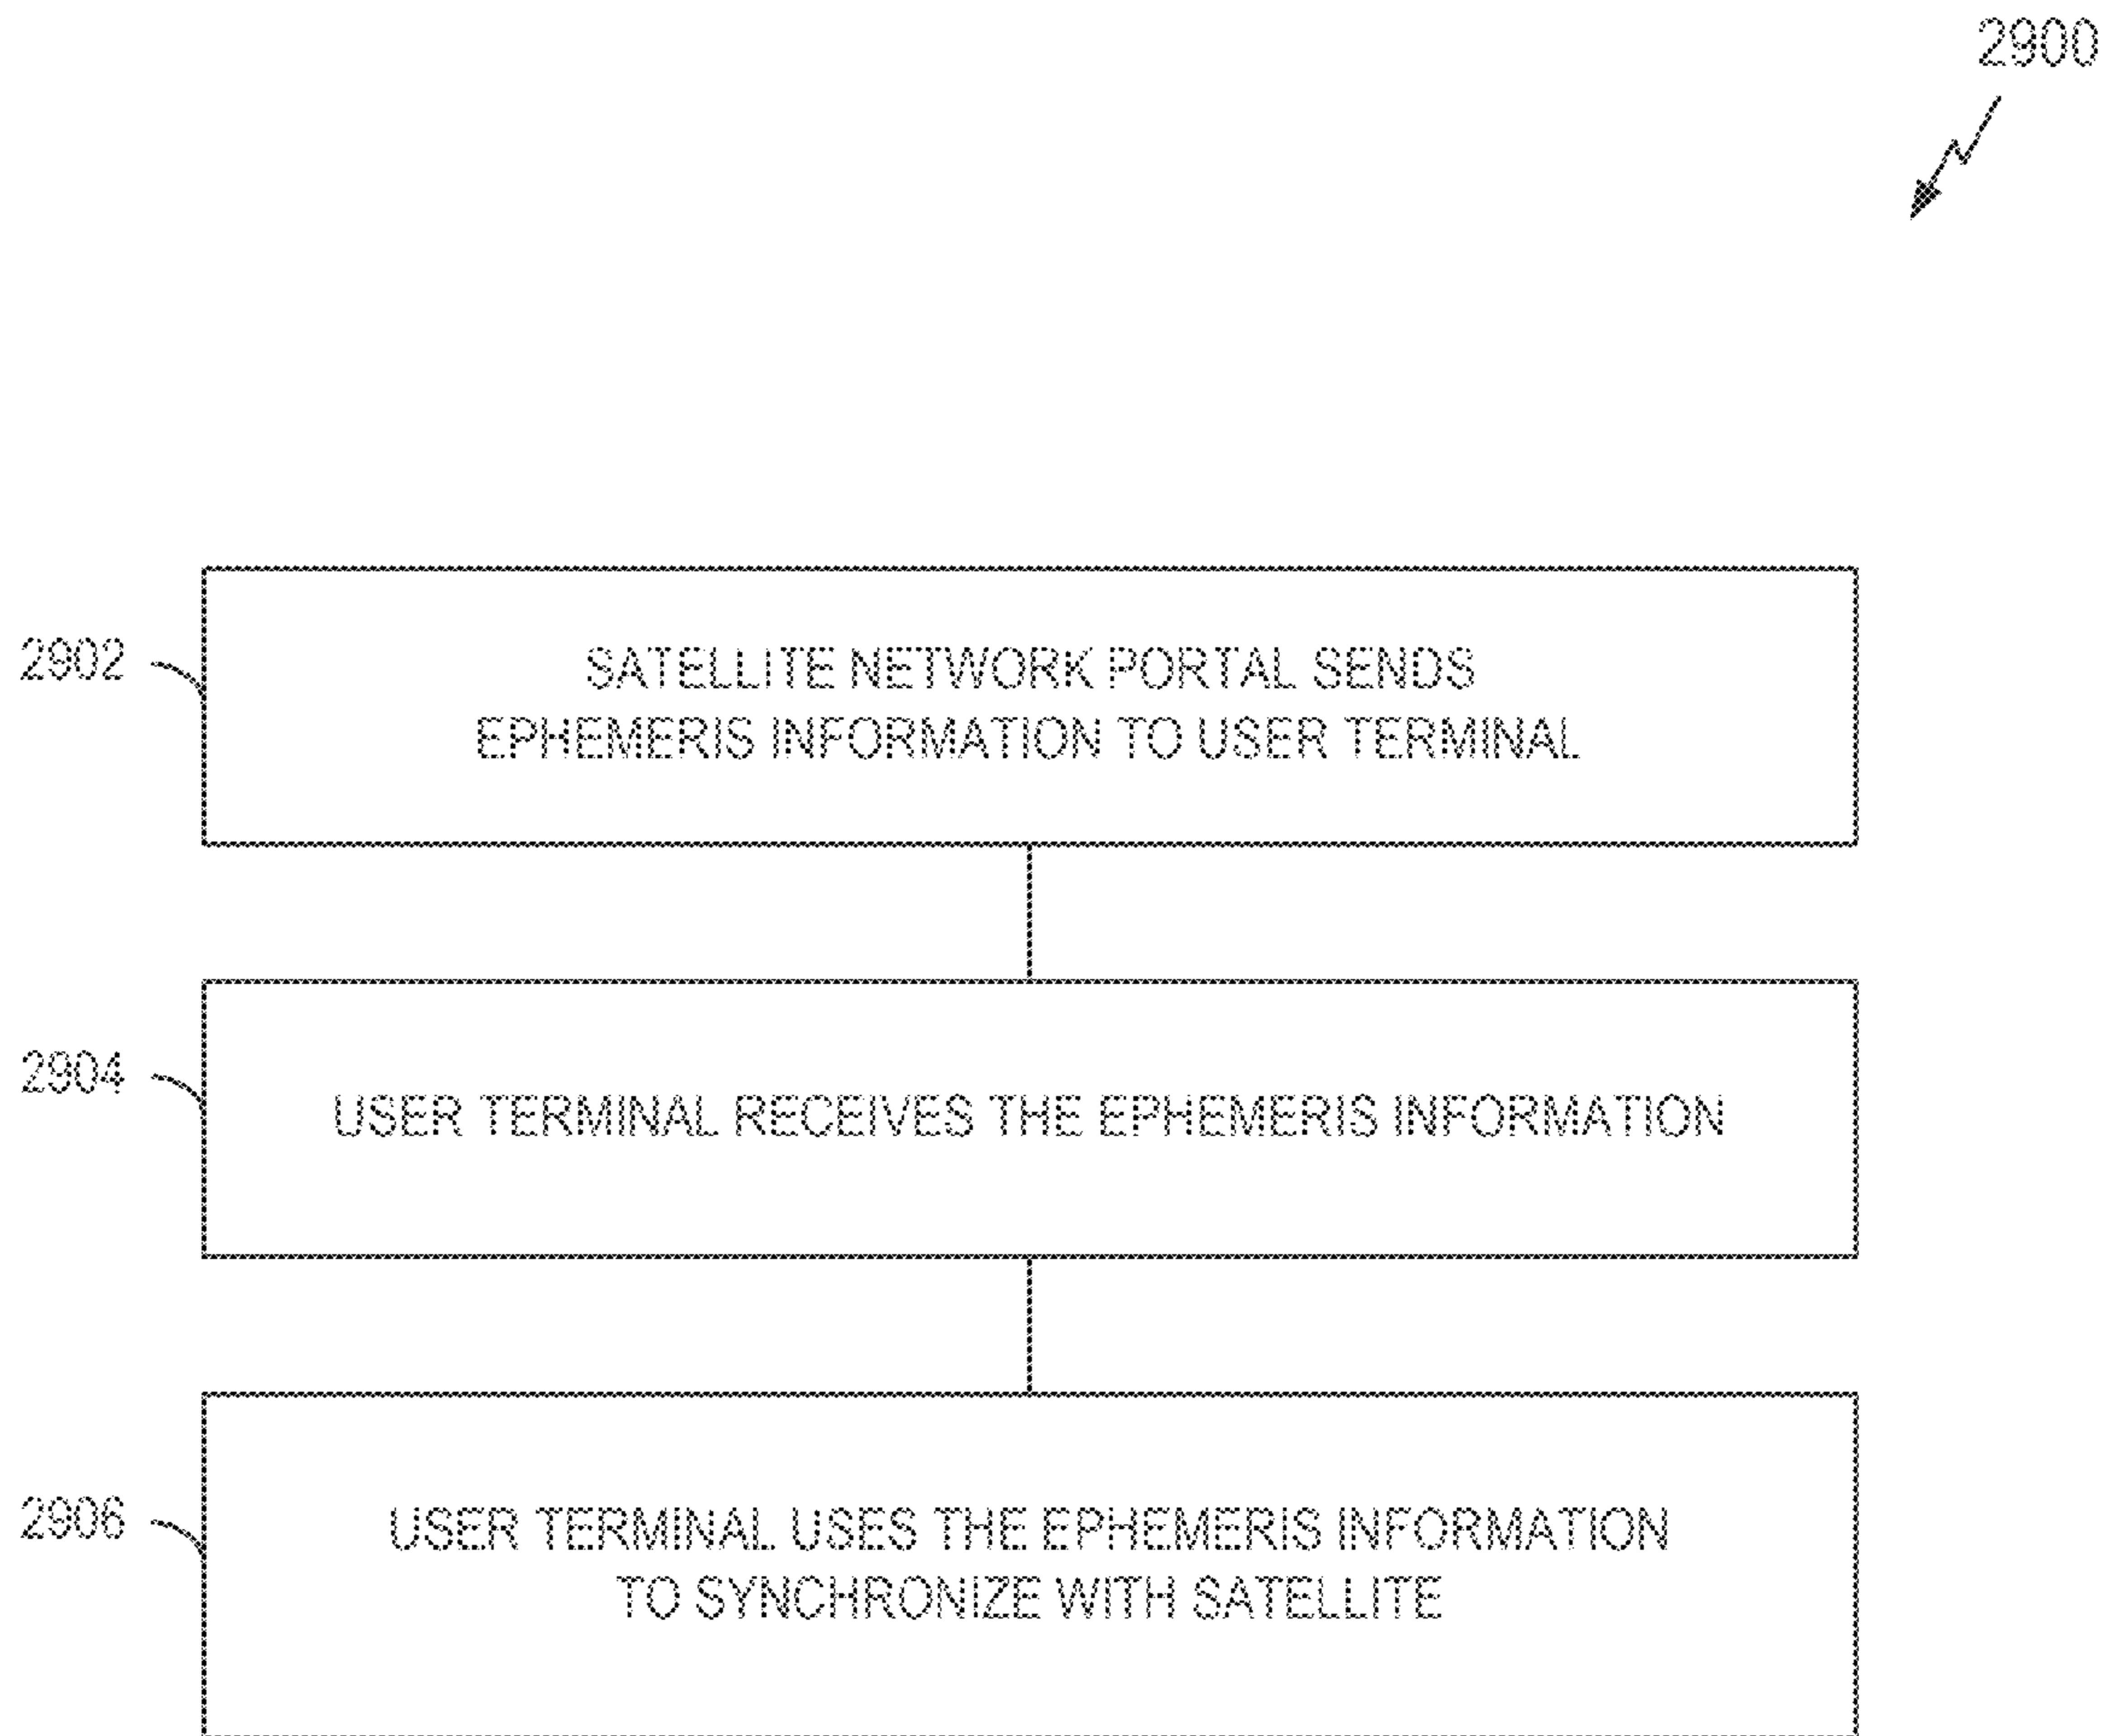 2900
2902
SATELLITE NETWORK PORTAL SENDS
EPHEMERIS INFORMATION TO USER TERMINAL
2904
USER TERMINAL RECEIVES THE EPHEMERIS INFORMATION
2906
USER TERMINAL USES THE EPHEMERIS INFORMATION
TO SYNCHRONIZE WITH SATELLITE